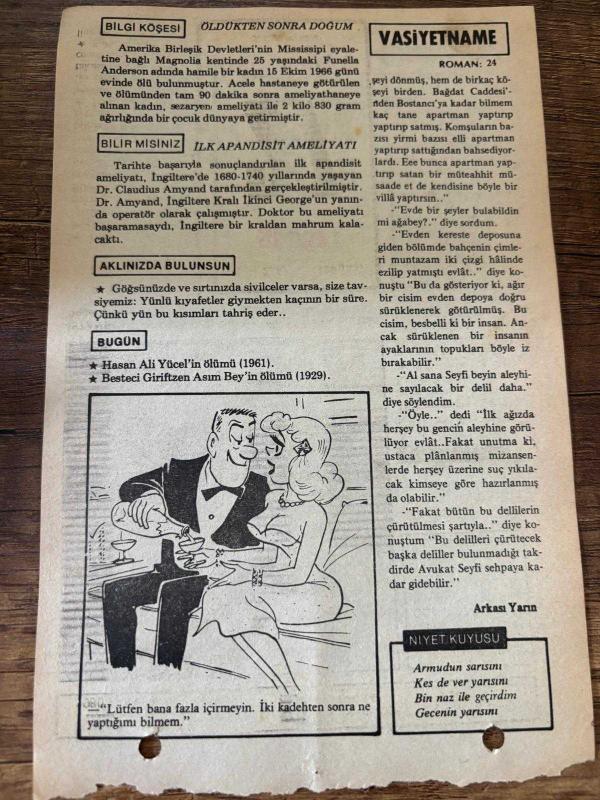 BİLGİ KÖŞESİ
ÖLDÜKTEN SONRA DOĞUM
Amerika Birleşik Devletleri'nin Mississipi eyale-
tine bağlı Magnolia kentinde 25 yaşındaki Funella
Anderson adında hamile bir kadın 15 Ekim 1966 günü
evinde ölü bulunmuştur. Acele hastaneye götürülen
ve ölümünden tam 90 dakika sonra ameliyathaneye
alınan kadın, sezaryen ameliyatı ile 2 kilo 830 gram
ağırlığında bir çocuk dünyaya getirmiştir.
BİLİR MİSİNİZ
İLK APANDİSİT AMELİYATI
Tarihte başarıyla sonuçlandırılan ilk apandisit
ameliyatı, İngiltere'de 1680-1740 yıllarında yaşayan
Dr. Claudius Amyand tarafından gerçekleştirilmiştir.
Dr. Amyand, İngiltere Kralı İkinci George'un yanın-
da operatör olarak çalışmıştır. Doktor bu ameliyatı
başaramasaydı, İngiltere bir kraldan mahrum kala-
caktı.
AKLINIZDA BULUNSUN
★ Göğsünüzde ve sırtınızda sivilceler varsa, size tav-
siyemiz: Yünlü kıyafetler giymekten kaçının bir süre.
Çünkü yün bu kısımları tahriş eder..
BUGÜN
★ Hasan Ali Yücel'in ölümü (1961).
★ Besteci Giriftzen Asım Bey'in ölümü (1929).
—"Lütfen bana fazla içirmeyin. İki kadehten sonra ne
yaptığımı bilmem."
VASİYETNAME
ROMAN: 24
şeyi dönmüş, hem de birkaç kö-
şeyi birden. Bağdat Caddesi'-
nden Bostancı'ya kadar bilmem
kaç tane apartman yaptırıp
yaptırıp satmış. Komşuların ba-
zısı yirmi bazısı elli apartman
yaptırıp sattığından bahsediyor-
lardı. Eee bunca apartman yap-
tırıp satan bir müteahhit mü-
saade et de kendisine böyle bir
villâ yaptırsın.."
-"Evde bir şeyler bulabildin
mi ağabey?." diye sordum.
-"Evden kereste deposuna
giden bölümde bahçenin çimle-
ri muntazam iki çizgi hâlinde
ezilip yatmıştı evlât.." diye ko-
nuştu "Bu da gösteriyor ki, ağır
bir cisim evden depoya doğru
sürüklenerek götürülmüş. Bu
cisim, besbelli ki bir insan. An-
cak sürüklenen bir insanın
ayaklarının topukları böyle iz
bırakabilir."
-"Al sana Seyfi beyin aleyhi-
ne sayılacak bir delil daha."
diye söylendim.
-"Öyle.." dedi "İlk ağızda
herşey bu gencin aleyhine görü-
lüyor evlât..Fakat unutma ki,
ustaca plânlanmış mizansen-
lerde herşey üzerine suç yıkıla-
cak kimseye göre hazırlanmış
da olabilir."
-"Fakat bütün bu delillerin
çürütülmesi şartıyla.." diye ko-
nuştum "Bu delilleri çürütecek
başka deliller bulunmadığı tak-
dirde Avukat Seyfi sehpaya ka-
dar gidebilir."
Arkası Yarın
NİYET KUYUSU
Armudun sarısını
Kes de ver yarısını
Bin naz ile geçirdim
Gecenin yarısını